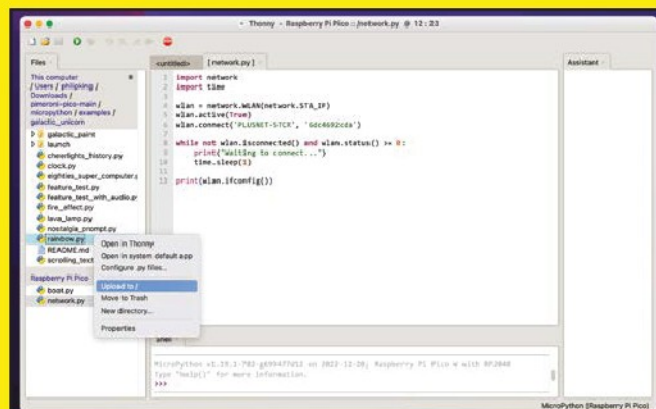 Thonny - Raspberry Pi Pico :: /network.py @ 12 : 23
Files
This computer
/ Users / philipking /
Downloads /
pimoroni-pico-main /
micropython / examples /
galactic_unicorn
galactic_paint
launch
cheerlights_history.py
clock.py
eighties_super_computer.p
feature_test.py
feature_test_with_audio.p
fire_effect.py
lava_lamp.py
nostalgia_prompt.py
rainbow.py
README.md
scrolling_text
Raspberry Pi Pico
boot.py
network.py
Open in Thonny
Open in system default app
Configure .py files...
Upload to /
Move to Trash
New directory...
Properties
<untitled>
[ network.py ]
1 import network
2 import time
3
4 wlan = network.WLAN(network.STA_IF)
5 wlan.active(True)
6 wlan.connect('PLUSNET-STCX', '6dc4692cda')
7
8 while not wlan.isconnected() and wlan.status() >= 0:
9 print("Waiting to connect...")
10 time.sleep(1)
11
12 print(wlan.ifconfig())
Shell
MicroPython v1.19.1-782-g699477d12 on 2022-12-20; Raspberry Pi Pico W with RP2040
Type "help()" for more information.
>>>
Assistant
MicroPython (Raspberry Pi Pico)